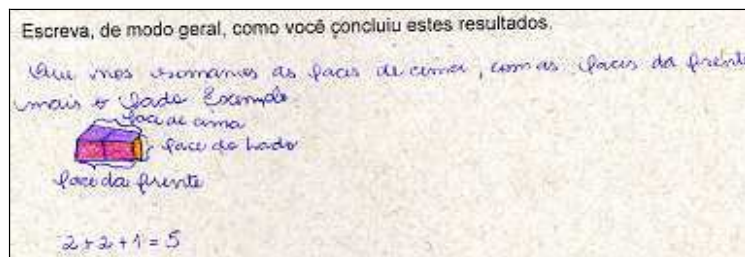 Escreva, de modo geral, como você concluiu estes resultados.
Que nos somamos as faces de cima, com as faces da frente
mais o lado Exemplo:
face de cima
face do lado
face da frente
2 + 2 + 1 = 5